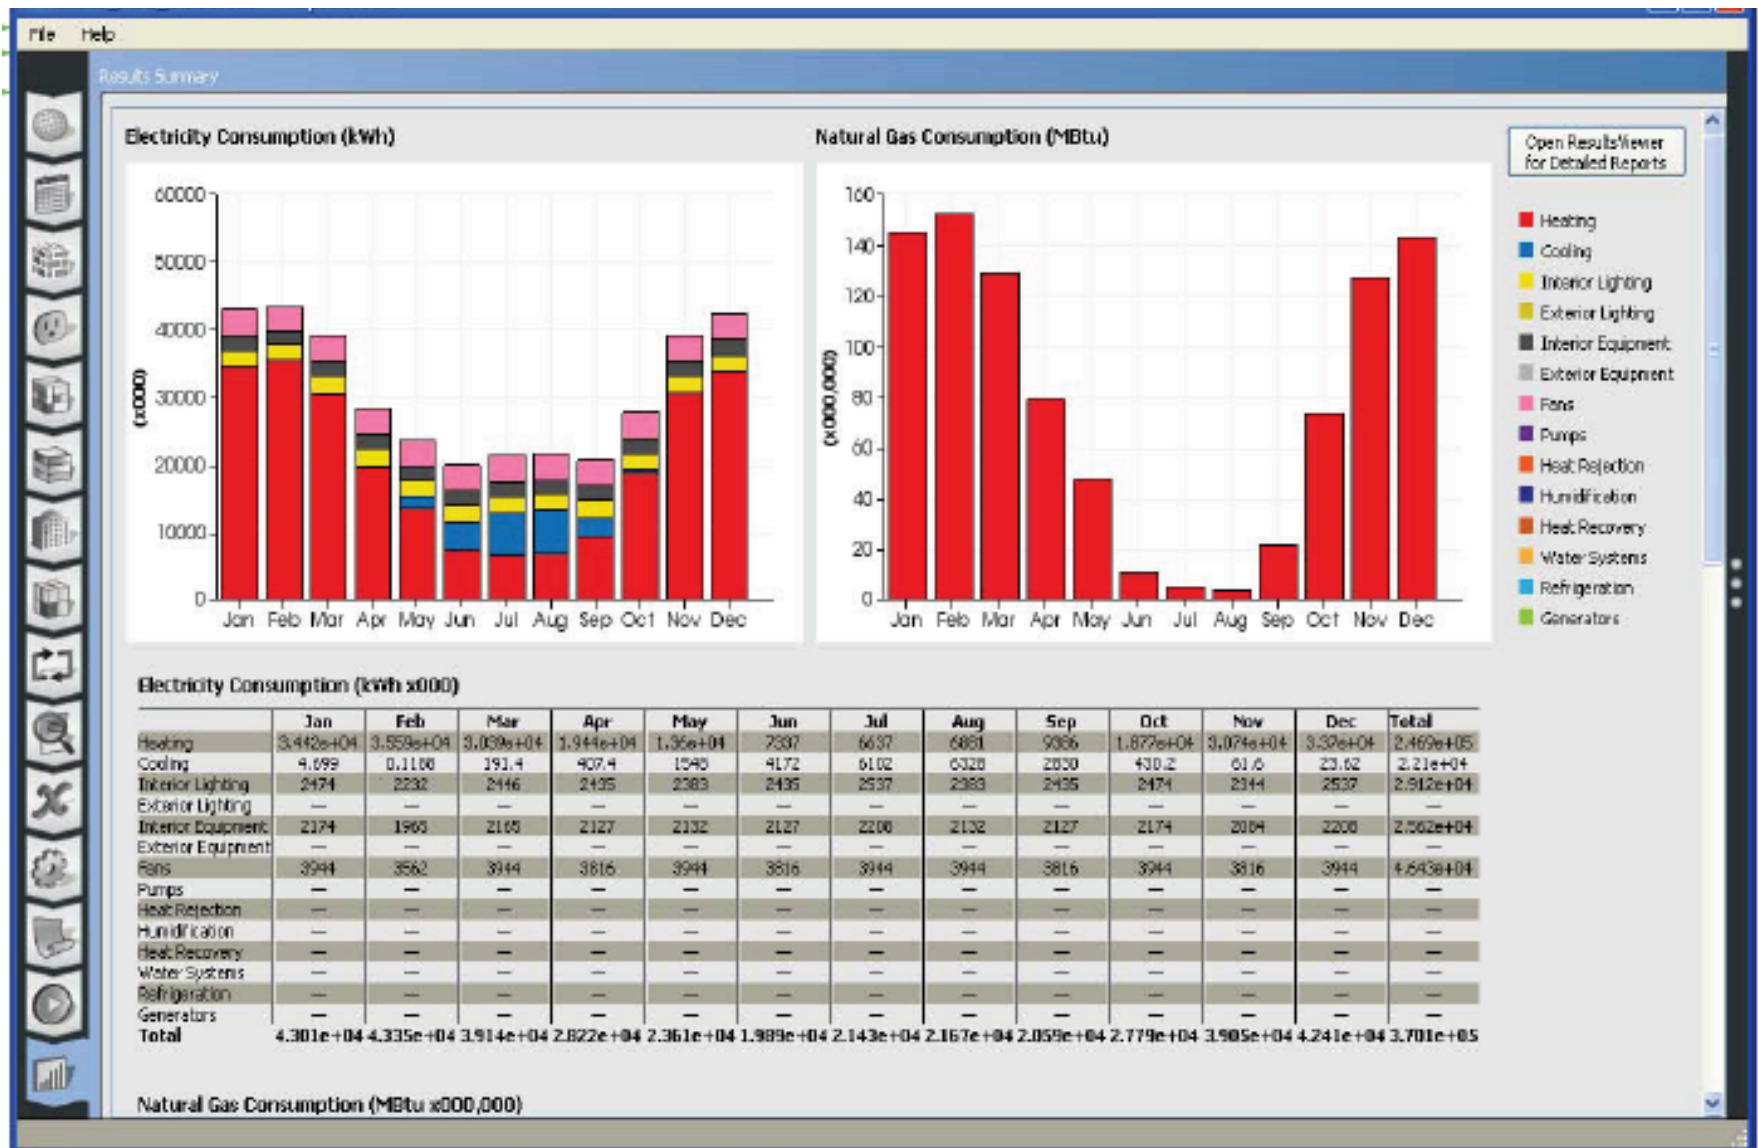 File Help
Results Summary
Electricity Consumption (kWh)
60000
50000
40000
30000
20000
10000
0
(x000)
Jan Feb Mar Apr May Jun Jul Aug Sep Oct Nov Dec
Natural Gas Consumption (MBtu)
160
140
120
100
80
60
40
20
0
(x000,000)
Jan Feb Mar Apr May Jun Jul Aug Sep Oct Nov Dec
Open ResultsViewer
for Detailed Reports
Heating
Cooling
Interior Lighting
Exterior Lighting
Interior Equipment
Exterior Equipment
Fans
Pumps
Heat Rejection
Humidification
Heat Recovery
Water Systems
Refrigeration
Generators
Electricity Consumption (kWh x000)
Jan Feb Mar Apr May Jun Jul Aug Sep Oct Nov Dec Total
Heating 3.442e+04 3.559e+04 3.039e+04 1.944e+04 1.36e+04 7337 6637 6881 9386 1.877e+04 3.074e+04 3.37e+04 2.469e+05
Cooling 4.699 191.4 407.4 4172 6102 6328 430.2 61.6 23.62 2.21e+04
Interior Lighting 2474 2232 2446 2435 2383 2435 2537 2383 2435 2474 2344 2537 2.912e+04
Exterior Lighting — — — — — — — — — — — — —
Interior Equipment 2174 1965 2165 2127 2132 2127 2208 2132 2127 2174 2084 2208 2.562e+04
Exterior Equipment — — — — — — — — — — — — —
Fans 3944 3562 3944 3816 3944 3816 3944 3944 3816 3944 3816 3944 4.643e+04
Pumps — — — — — — — — — — — — —
Heat Rejection — — — — — — — — — — — — —
Humidification — — — — — — — — — — — — —
Heat Recovery — — — — — — — — — — — — —
Water Systems — — — — — — — — — — — — —
Refrigeration — — — — — — — — — — — — —
Generators — — — — — — — — — — — — —
Total 4.301e+04 4.335e+04 3.914e+04 2.822e+04 2.361e+04 1.989e+04 2.143e+04 2.167e+04 2.059e+04 2.779e+04 3.905e+04 4.241e+04 3.701e+05
Natural Gas Consumption (MBtu x000,000)